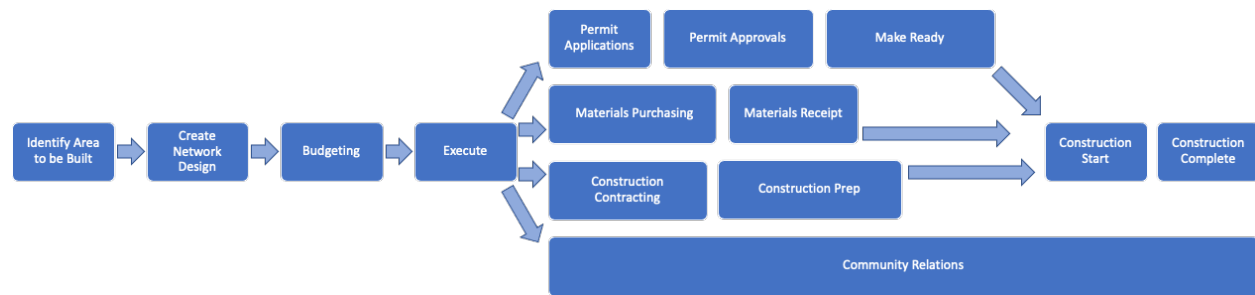 Identify Area
to be Built
Create
Network
Design
Budgeting
Execute
Permit
Applications
Permit Approvals
Make Ready
Materials Purchasing
Materials Receipt
Construction
Contracting
Construction Prep
Community Relations
Construction
Start
Construction
Complete